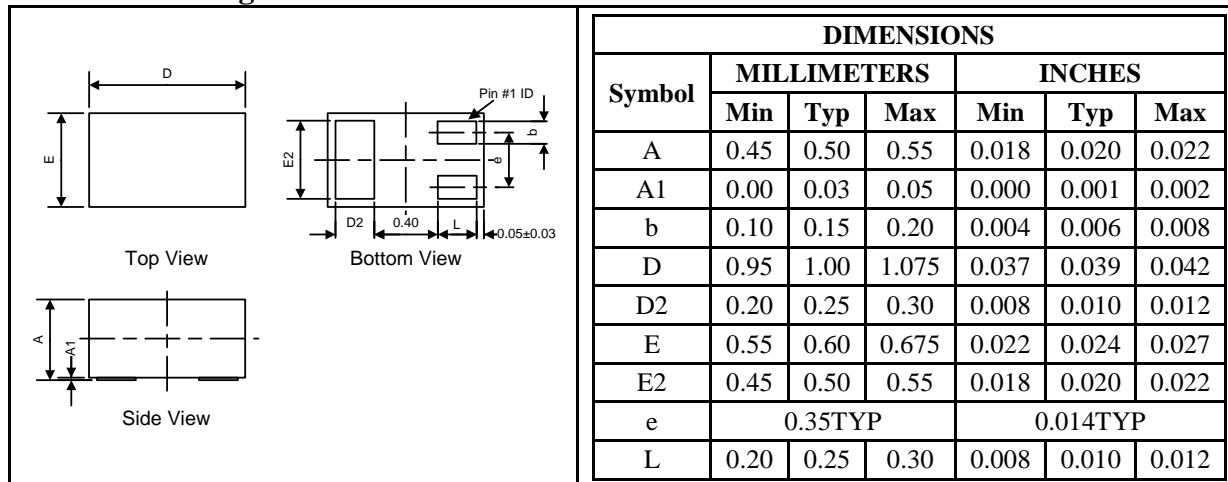 D
E
Top View
Pin #1 ID
b
e
E2
D2
0.40
L
0.05±0.03
Bottom View
A
A1
Side View
DIMENSIONS
Symbol MILLIMETERS INCHES
Min Typ Max Min Typ Max
A 0.45 0.50 0.55 0.018 0.020 0.022
A1 0.00 0.03 0.05 0.000 0.001 0.002
b 0.10 0.15 0.20 0.004 0.006 0.008
D 0.95 1.00 1.075 0.037 0.039 0.042
D2 0.20 0.25 0.30 0.008 0.010 0.012
E 0.55 0.60 0.675 0.022 0.024 0.027
E2 0.45 0.50 0.55 0.018 0.020 0.022
e 0.35TYP 0.014TYP
L 0.20 0.25 0.30 0.008 0.010 0.012